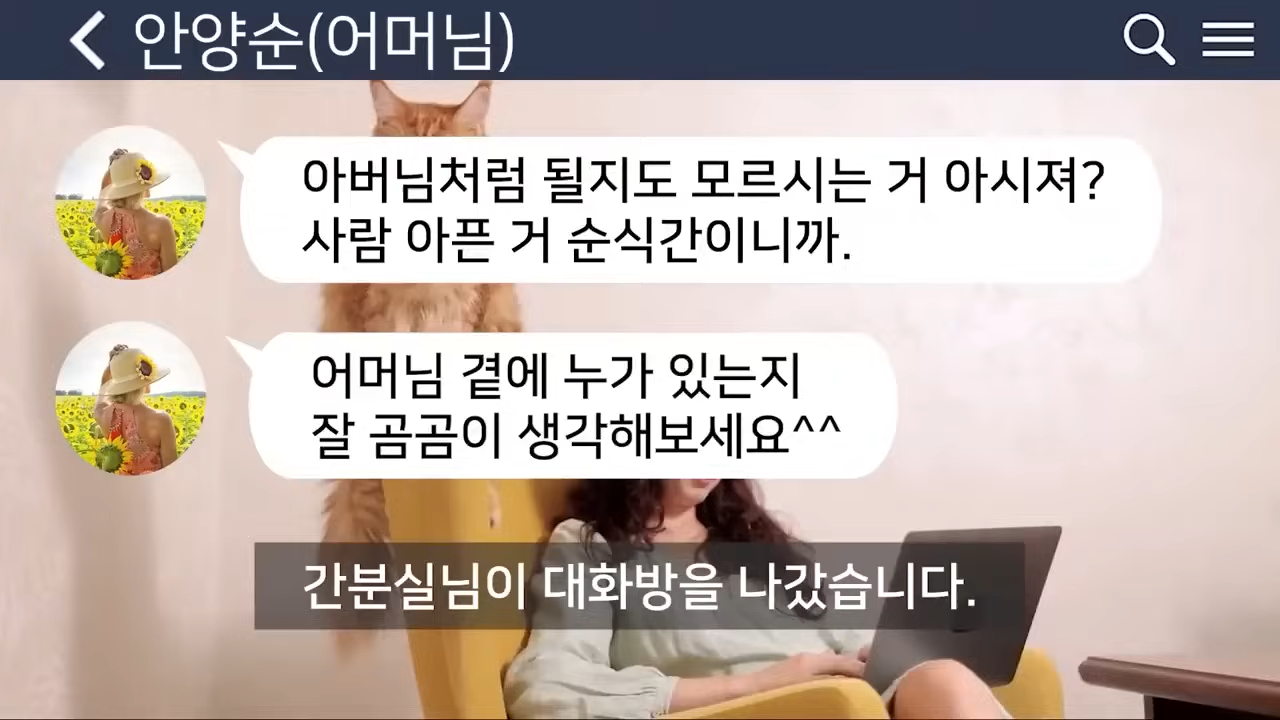 안양순(어머님)
아버님처럼 될지도 모르시는 거 아시져?
사람 아픈 거 순식간이니까.
어머님 곁에 누가 있는지
잘 곰곰이 생각해보세요^^
간분실님이 대화방을 나갔습니다.